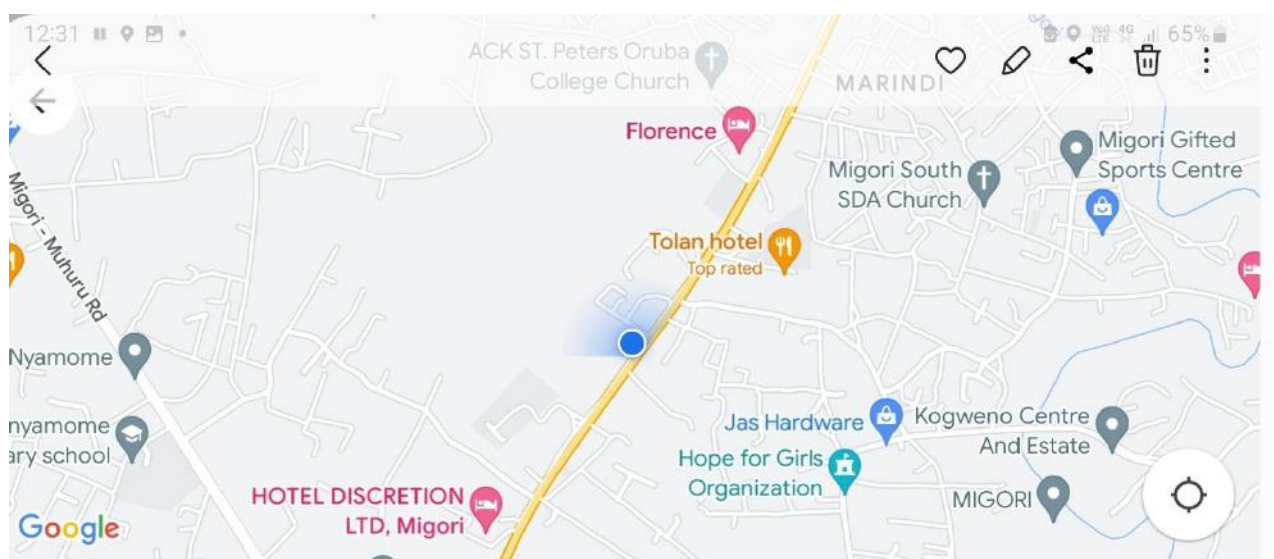 12:31
65%
4G
ACK ST. Peters Oruba
College Church
MARINDI
Florence
Migori Gifted
Sports Centre
Migori South
SDA Church
Migori - Muhuru Rd
Tolan hotel
Top rated
Nyamome
nyamome
ary school
Jas Hardware
Kogweno Centre
And Estate
Hope for Girls
Organization
HOTEL DISCRETION
LTD, Migori
MIGORI
Google